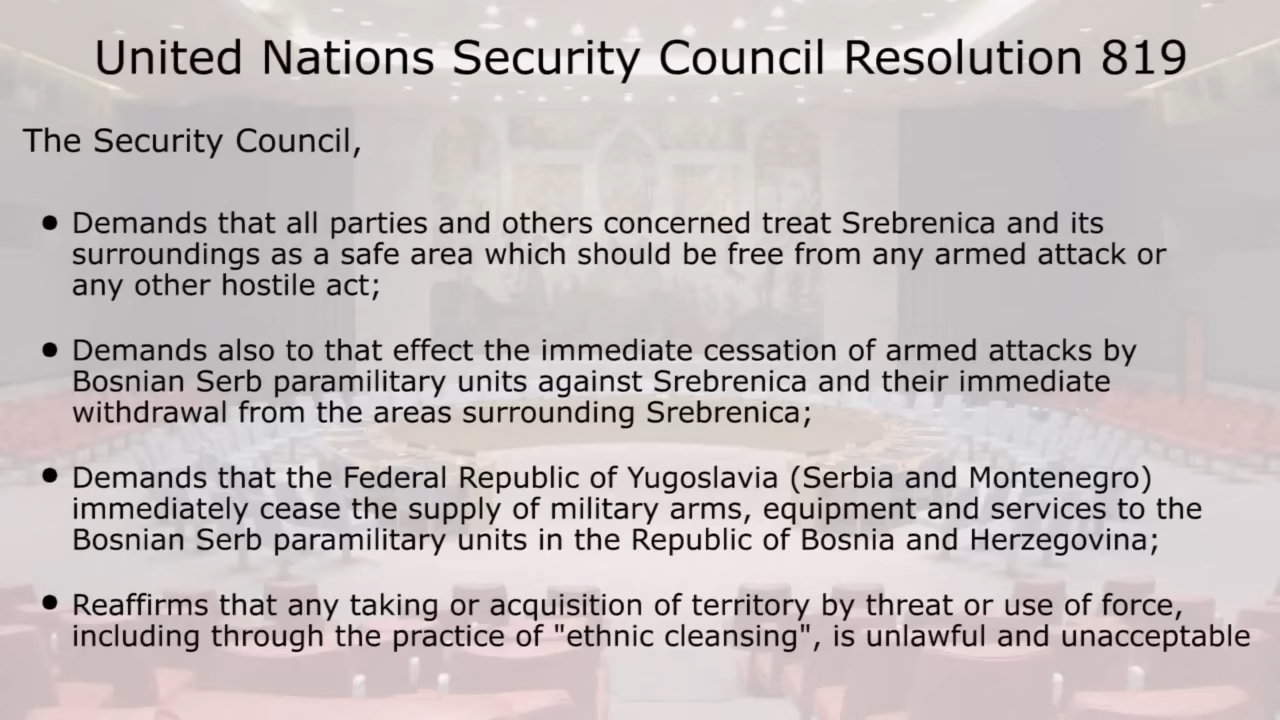 United Nations Security Council Resolution 819
The Security Council,
• Demands that all parties and others concerned treat Srebrenica and its
surroundings as a safe area which should be free from any armed attack or
any other hostile act;
• Demands also to that effect the immediate cessation of armed attacks by
Bosnian Serb paramilitary units against Srebrenica and their immediate
withdrawal from the areas surrounding Srebrenica;
• Demands that the Federal Republic of Yugoslavia (Serbia and Montenegro)
immediately cease the supply of military arms, equipment and services to the
Bosnian Serb paramilitary units in the Republic of Bosnia and Herzegovina;
• Reaffirms that any taking or acquisition of territory by threat or use of force,
including through the practice of "ethnic cleansing", is unlawful and unacceptable